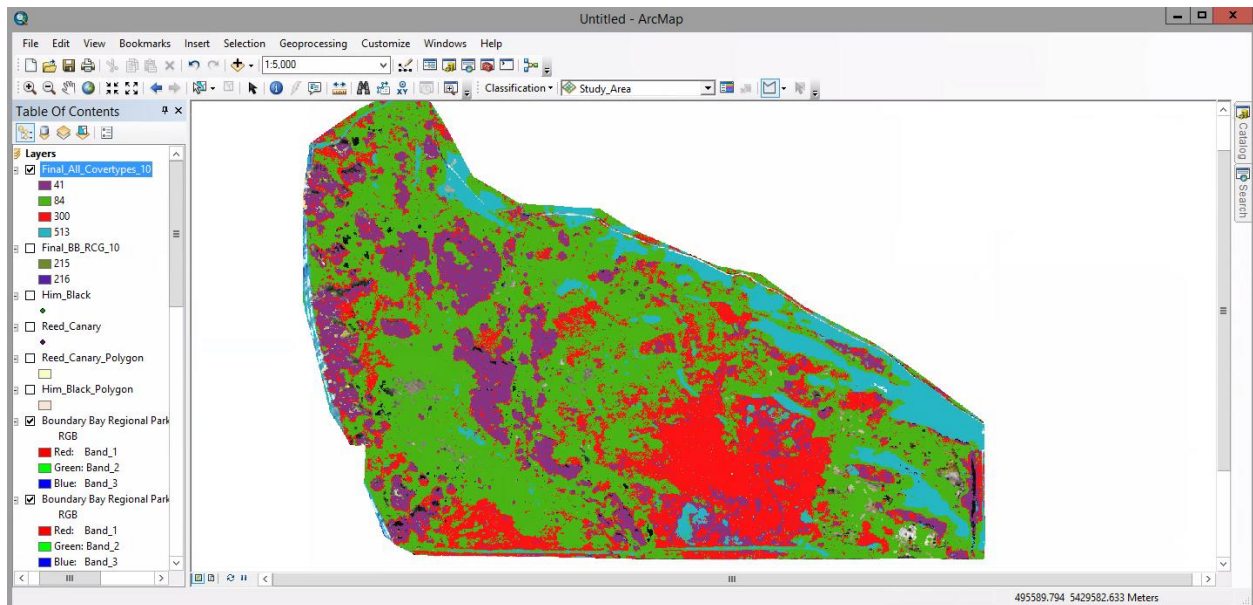 Untitled - ArcMap
File Edit View Bookmarks Insert Selection Geoprocessing Customize Windows Help
1:5,000
Classification Study_Area
Table Of Contents
Layers
Final_All_Covertypes_10
41
84
300
513
Final_BB_RCG_10
215
216
Him_Black
Reed_Canary
Reed_Canary_Polygon
Him_Black_Polygon
Boundary Bay Regional Park
RGB
Red: Band_1
Green: Band_2
Blue: Band_3
Boundary Bay Regional Park
RGB
Red: Band_1
Green: Band_2
Blue: Band_3
Catalog
Search
495589.794 5429582.633 Meters